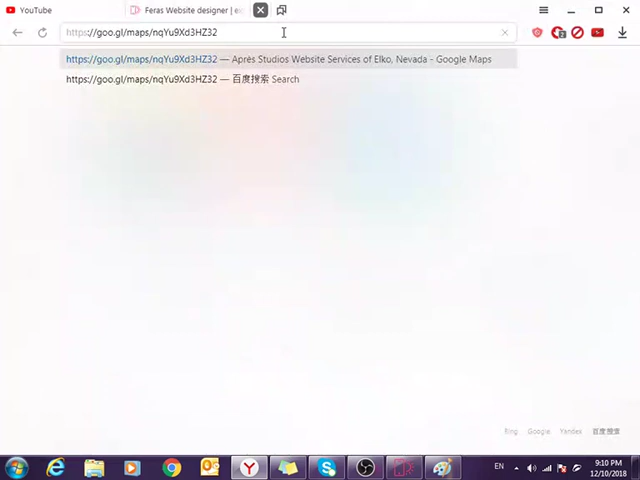 YouTube
Feras Website designer | ex
https://goo.gl/maps/nqYu9Xd3HZ32
https://goo.gl/maps/nqYu9Xd3HZ32 — Après Studios Website Services of Elko, Nevada - Google Maps
https://goo.gl/maps/nqYu9Xd3HZ32 — 百度搜索 Search
Bing Google Yandex 百度搜索
EN
9:10 PM
12/10/2018